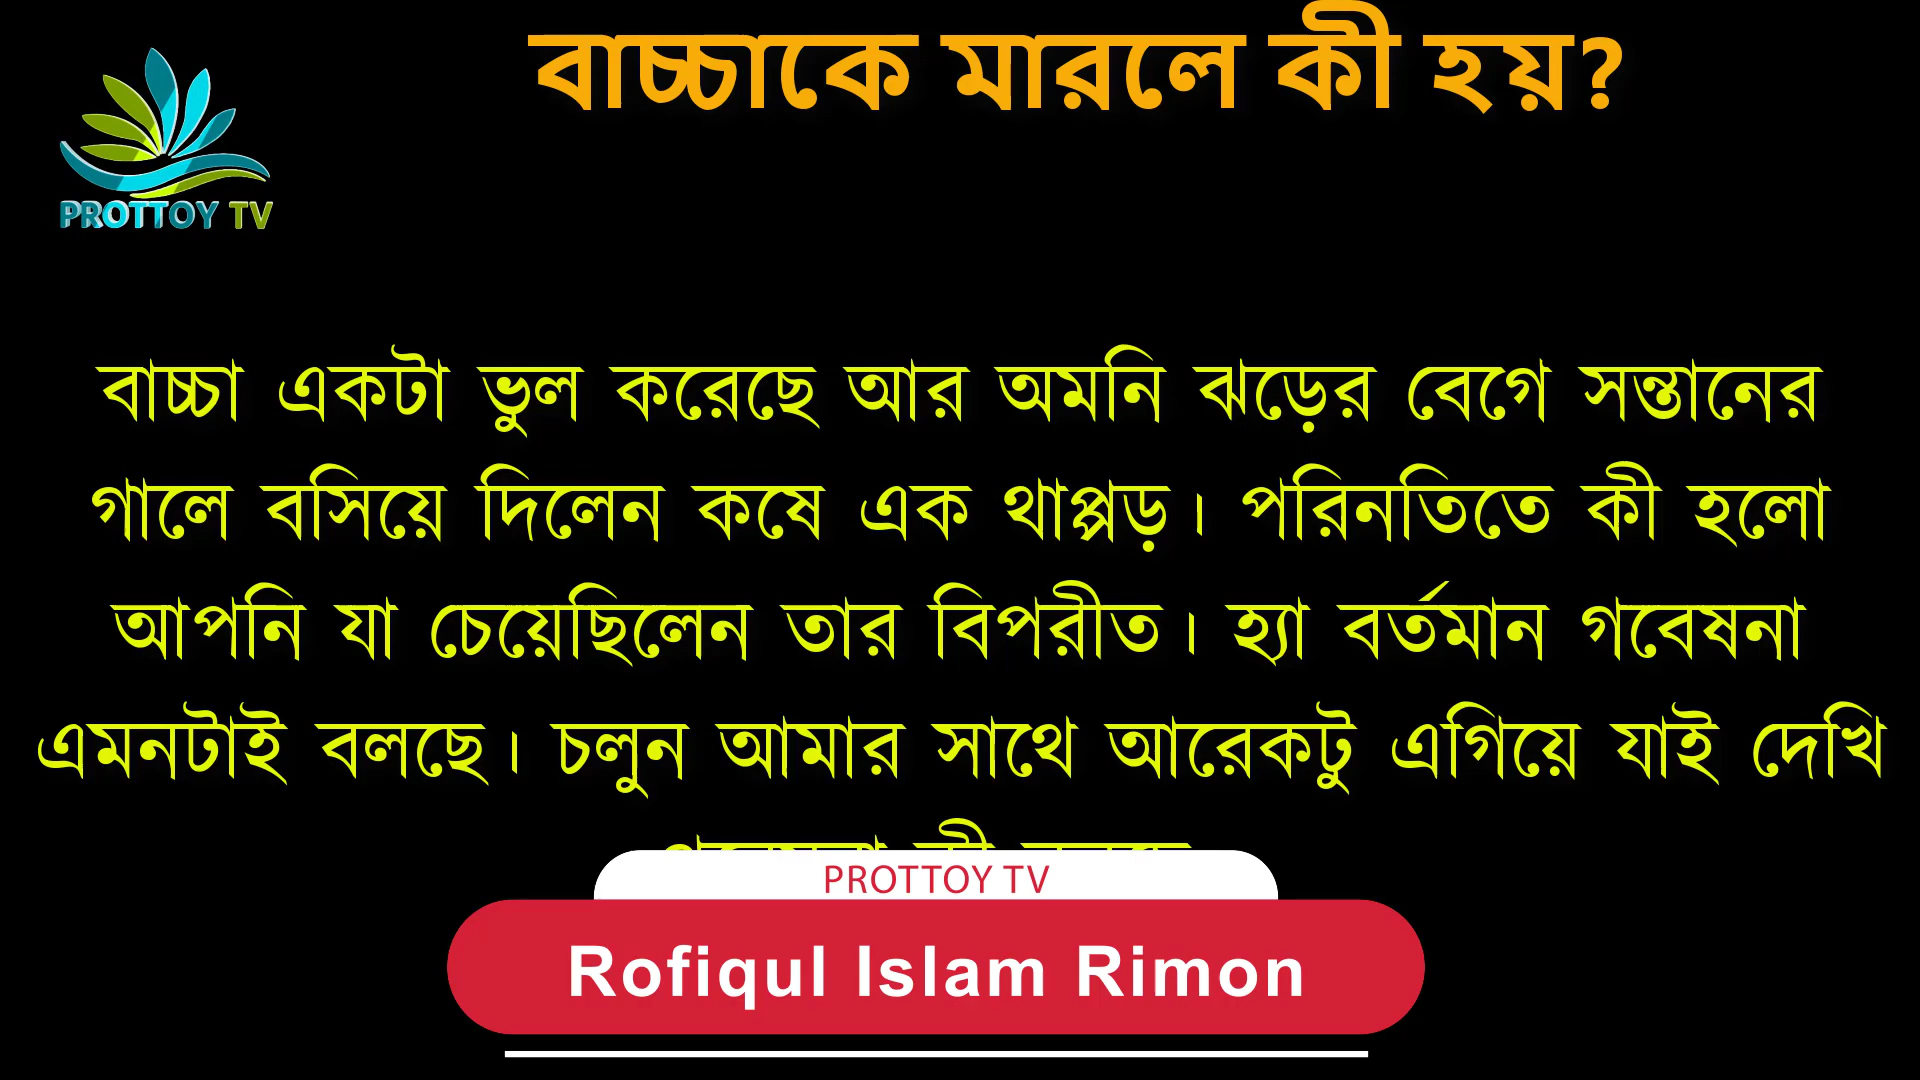 বাচ্চাকে মারলে কী হয়?
PROTTOY TV
বাচ্চা একটা ভুল করেছে আর অমনি ঝড়ের বেগে সন্তানের
গালে বসিয়ে দিলেন কষে এক থাপ্পড়। পরিনতিতে কী হলো
আপনি যা চেয়েছিলেন তার বিপরীত। হ্যা বর্তমান গবেষনা
এমনটাই বলছে। চলুন আমার সাথে আরেকটু এগিয়ে যাই দেখি
কী
PROTTOY TV
Rofiqul Islam Rimon